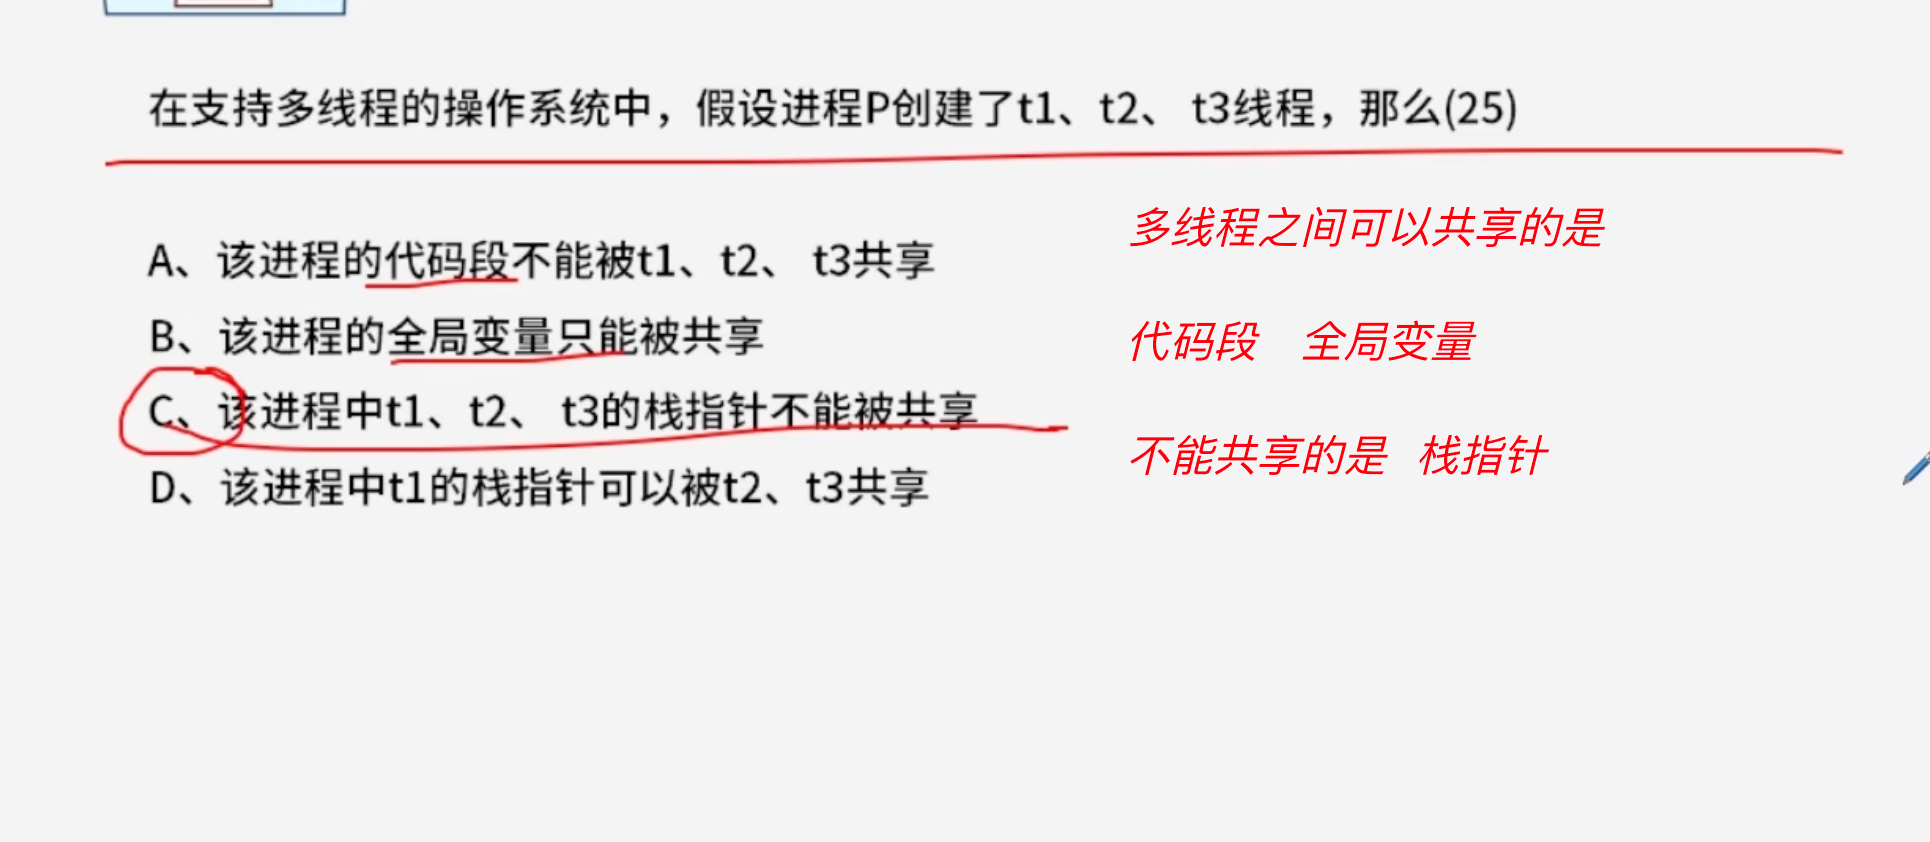 在支持多线程的操作系统中，假设进程P创建了t1、t2、 t3线程，那么(25)
A、该进程的代码段不能被t1、t2、 t3共享
B、该进程的全局变量只能被共享
C、该进程中t1、t2、 t3的栈指针不能被共享
D、该进程中t1的栈指针可以被t2、t3共享
多线程之间可以共享的是
代码段 全局变量
不能共享的是 栈指针